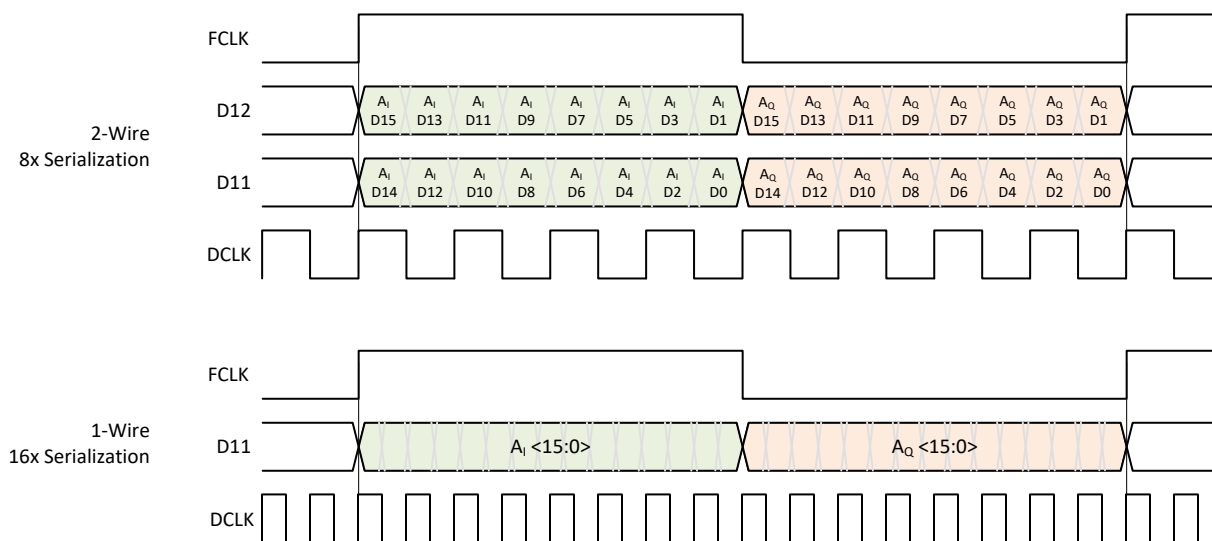 FCLK
D12
A_I A_I A_I A_I A_I A_I A_I A_I A_Q A_Q A_Q A_Q A_Q A_Q A_Q A_Q
D15 D13 D11 D9 D7 D5 D3 D1 D15 D13 D11 D9 D7 D5 D3 D1
2-Wire
8x Serialization
D11
A_I A_I A_I A_I A_I A_I A_I A_I A_Q A_Q A_Q A_Q A_Q A_Q A_Q A_Q
D14 D12 D10 D8 D6 D4 D2 D0 D14 D12 D10 D8 D6 D4 D2 D0
DCLK
FCLK
1-Wire
16x Serialization
D11
A_I <15:0> A_Q <15:0>
DCLK